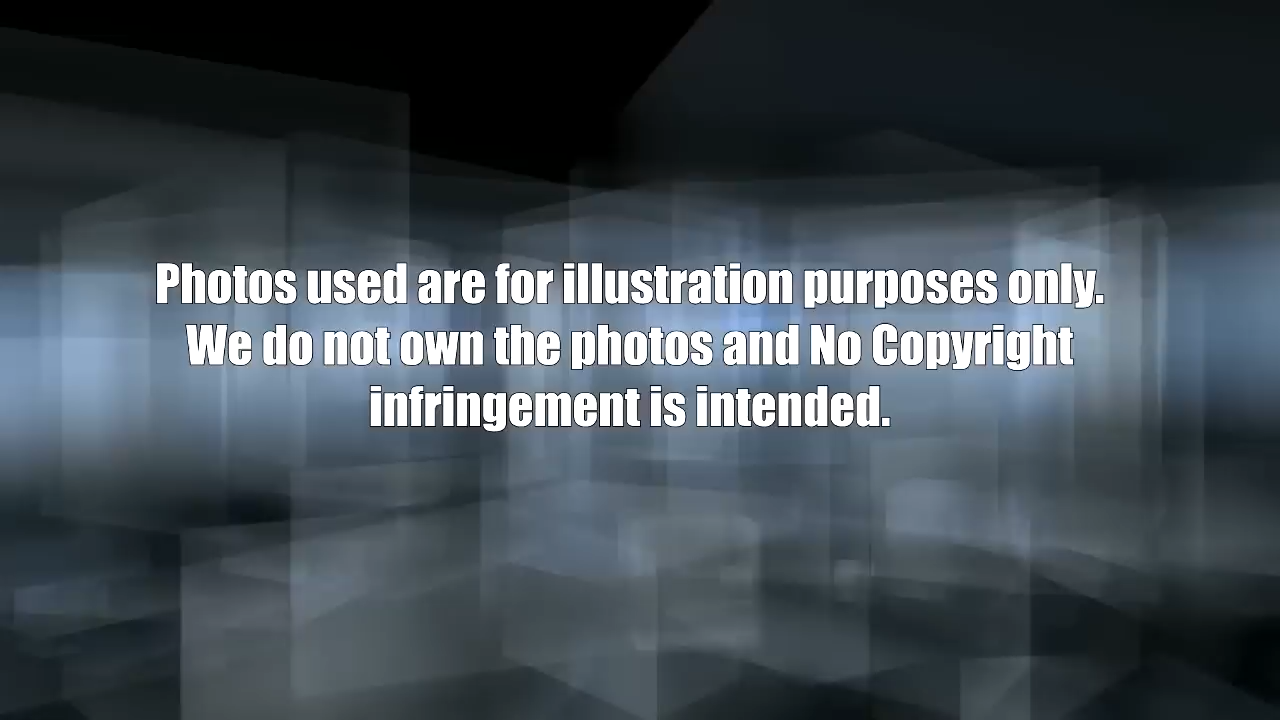 Photos used are for illustration purposes only.
We do not own the photos and No Copyright
infringement is intended.